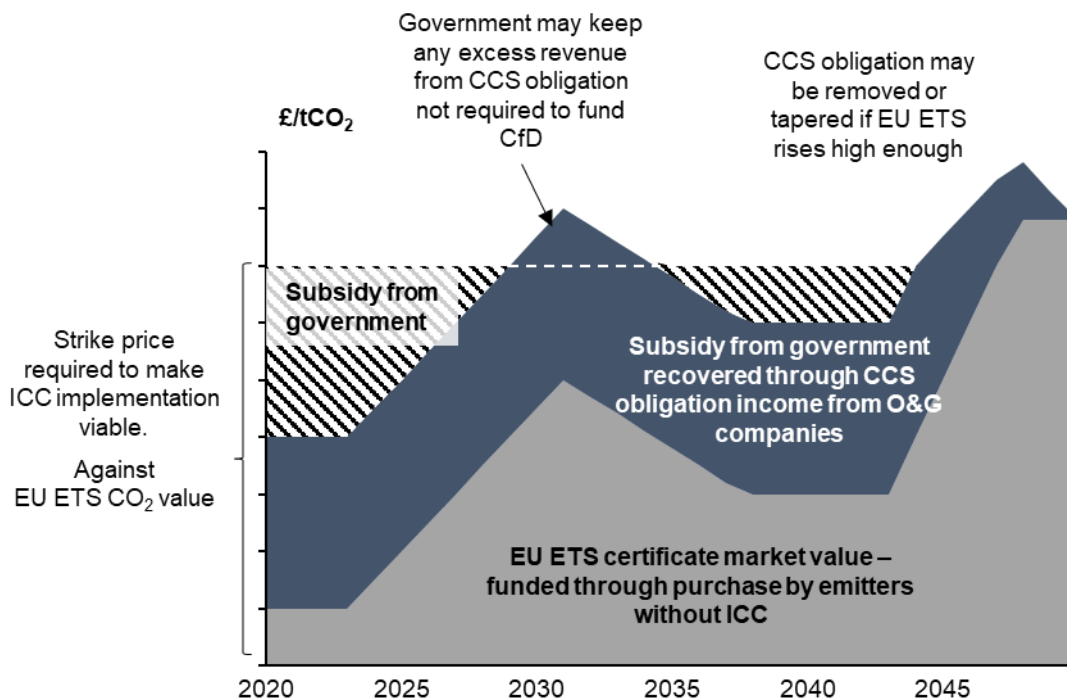 Government may keep
any excess revenue
from CCS obligation
not required to fund
CfD
CCS obligation may
be removed or
tapered if EU ETS
rises high enough
£/tCO₂
Subsidy from
government
Strike price
required to make
ICC implementation
viable.
Against
EU ETS CO₂ value
Subsidy from government
recovered through CCS
obligation income from O&G
companies
EU ETS certificate market value –
funded through purchase by emitters
without ICC
2020
2025
2030
2035
2040
2045